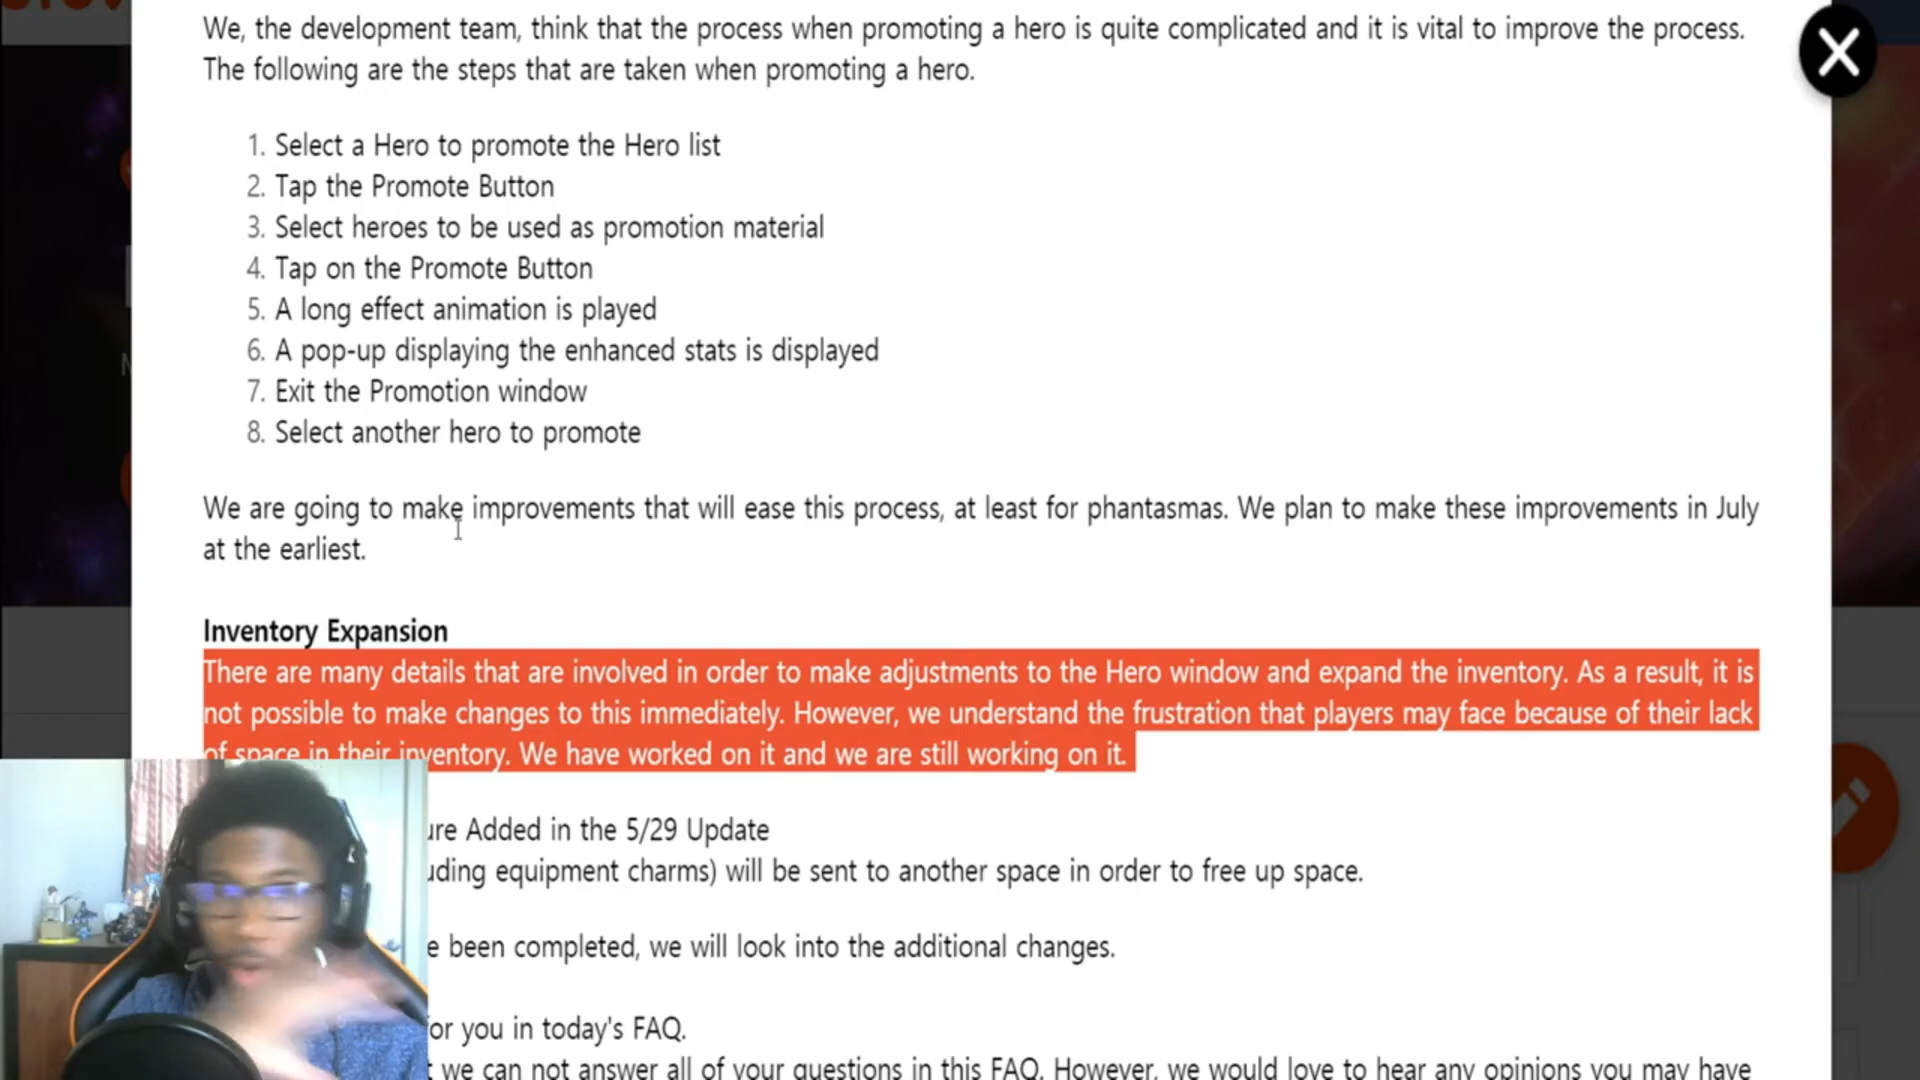 We, the development team, think that the process when promoting a hero is quite complicated and it is vital to improve the process.
The following are the steps that are taken when promoting a hero.
1. Select a Hero to promote the Hero list
2. Tap the Promote Button
3. Select heroes to be used as promotion material
4. Tap on the Promote Button
5. A long effect animation is played
6. A pop-up displaying the enhanced stats is displayed
7. Exit the Promotion window
8. Select another hero to promote
We are going to make improvements that will ease this process, at least for phantasmas. We plan to make these improvements in July
at the earliest.
Inventory Expansion
There are many details that are involved in order to make adjustments to the Hero window and expand the inventory. As a result, it is
not possible to make changes to this immediately. However, we understand the frustration that players may face because of their lack
of space in their inventory. We have worked on it and we are still working on it.
Added in the 5/29 Update
equipment charms) will be sent to another space in order to free up space.
been completed, we will look into the additional changes.
for you in today's FAQ.
we can not answer all of your questions in this FAQ. However, we would love to hear any opinions you may have